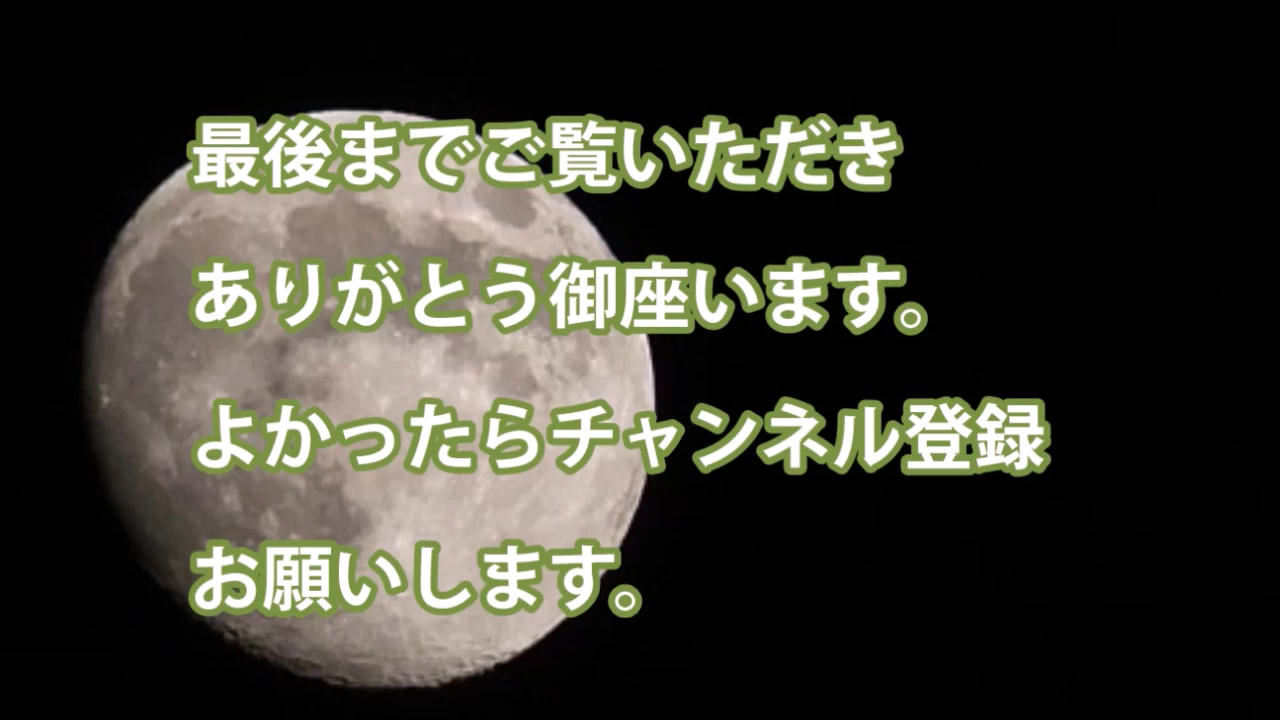 最後までご覧いただき
ありがとう御座います。
よかったらチャンネル登録
お願いします。